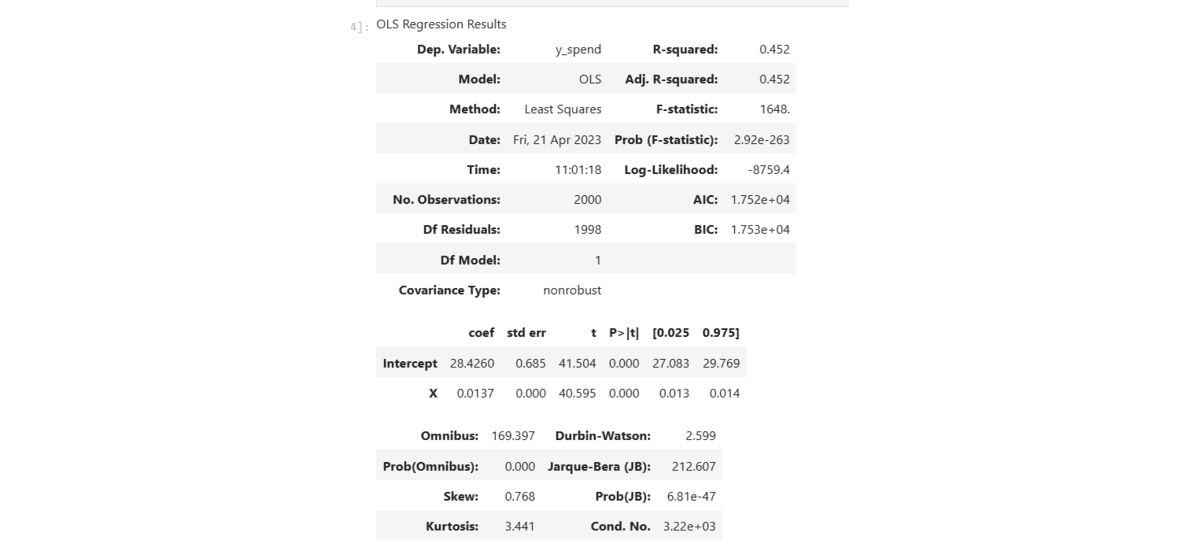 4]: OLS Regression Results
Dep. Variable: y_spend R-squared: 0.452
Model: OLS Adj. R-squared: 0.452
Method: Least Squares F-statistic: 1648.
Date: Fri, 21 Apr 2023 Prob (F-statistic): 2.92e-263
Time: 11:01:18 Log-Likelihood: -8759.4
No. Observations: 2000 AIC: 1.752e+04
Df Residuals: 1998 BIC: 1.753e+04
Df Model: 1
Covariance Type: nonrobust
coef std err t P>|t| [0.025 0.975]
Intercept 28.4260 0.685 41.504 0.000 27.083 29.769
X 0.0137 0.000 40.595 0.000 0.013 0.014
Omnibus: 169.397 Durbin-Watson: 2.599
Prob(Omnibus): 0.000 Jarque-Bera (JB): 212.607
Skew: 0.768 Prob(JB): 6.81e-47
Kurtosis: 3.441 Cond. No. 3.22e+03